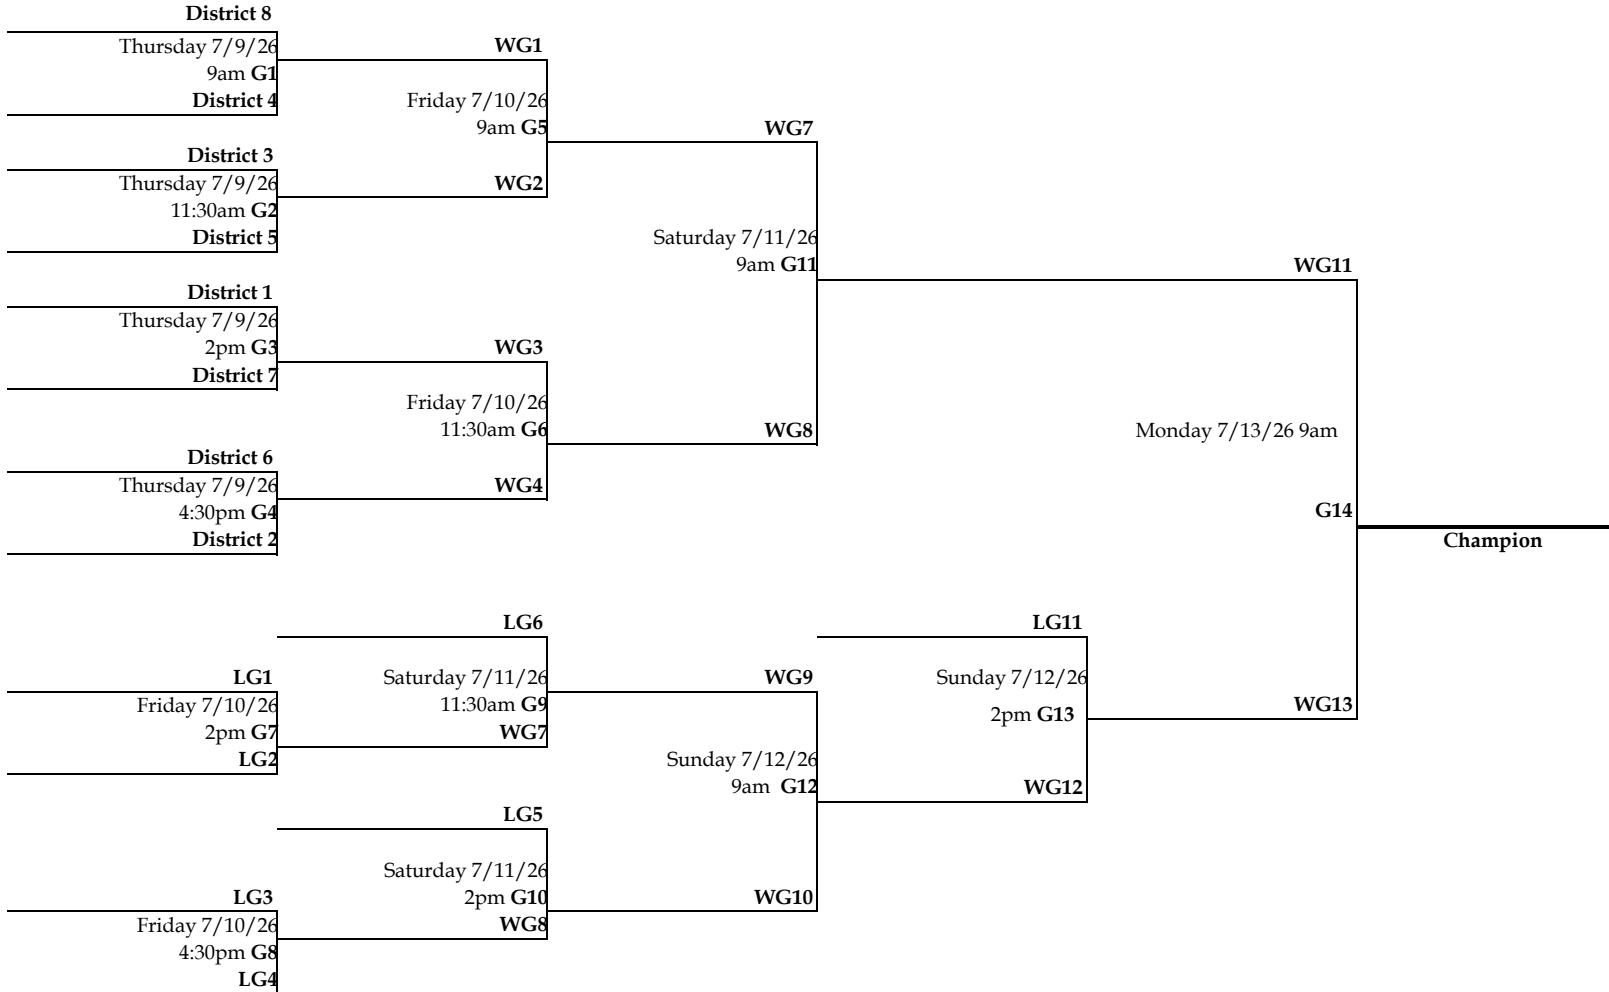 District 8
Thursday 7/9/26
9am G1
District 4
District 3
Thursday 7/9/26
11:30am G2
District 5
District 1
Thursday 7/9/26
2pm G3
District 7
District 6
Thursday 7/9/26
4:30pm G4
District 2
WG1
Friday 7/10/26
9am G5
WG2
WG3
Friday 7/10/26
11:30am G6
WG4
WG7
Saturday 7/11/26
9am G11
WG8
WG11
Monday 7/13/26 9am
G14
Champion
WG13
LG1
Friday 7/10/26
2pm G7
LG2
LG3
Friday 7/10/26
4:30pm G8
LG4
LG6
Saturday 7/11/26
11:30am G9
WG7
LG5
Saturday 7/11/26
2pm G10
WG8
WG9
Sunday 7/12/26
9am  G12
WG10
LG11
Sunday 7/12/26
2pm G13
WG12